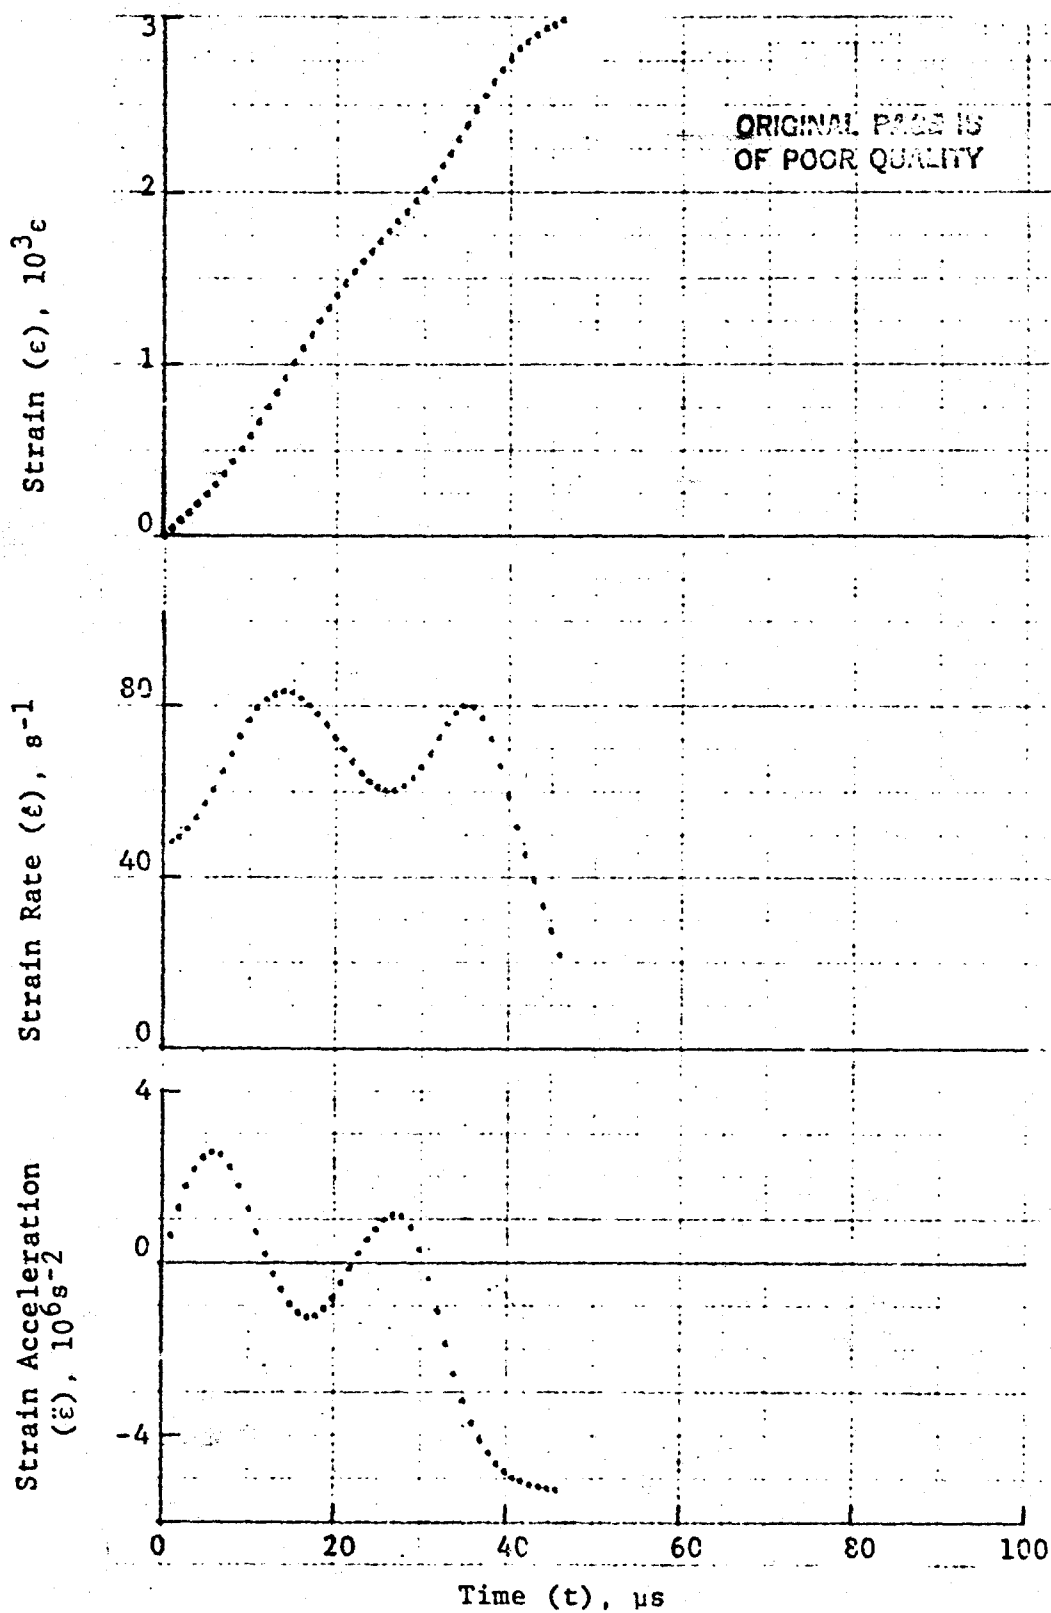 3
ORIGINAL PAGE IS
OF POOR QUALITY
2
1
0
Strain (ε), 10³ε
80
40
0
Strain Rate (ε̇), s⁻¹
4
0
-4
Strain Acceleration
(ε̈), 10⁶s⁻²
0 20 40 60 80 100
Time (t), μs